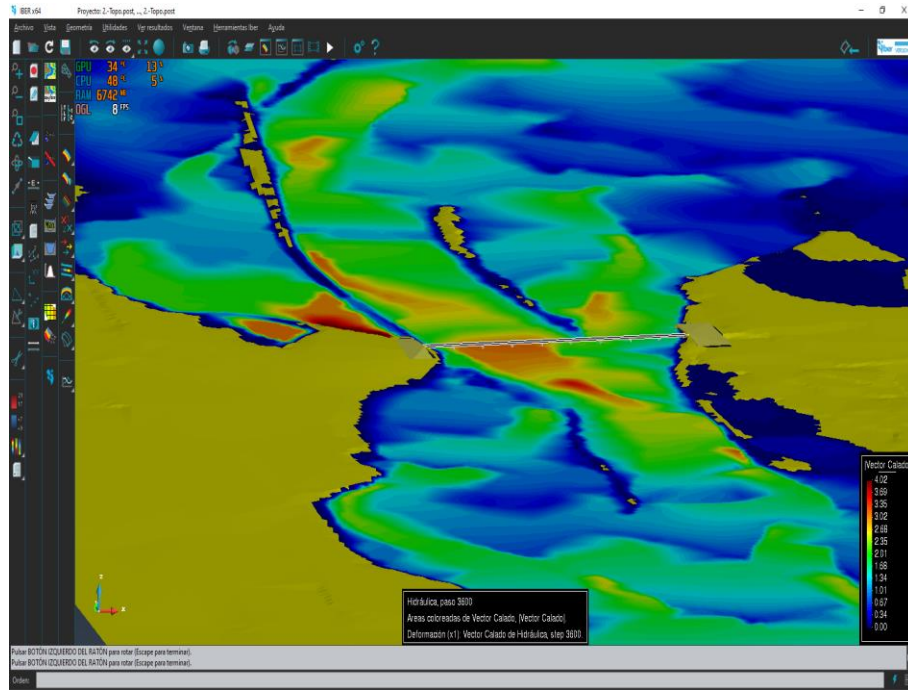 IBER x64 Proyecto: 2.-Topo.post, ..., 2.-Topo.post
Archivo Vista Geometría Utilidades Ver resultados Ventana Herramientas Iber Ayuda
GPU 34 °C 13 %
CPU 48 °C 5 %
RAM 6742 MB
OGL 8 FPS
|Vector Calado|
4.02
3.69
3.35
3.02
2.68
2.35
2.01
1.68
1.34
1.01
0.67
0.34
0.00
Hidráulica, paso 3600
Areas coloreadas de Vector Calado, |Vector Calado|.
Deformación (x1): Vector Calado de Hidráulica, step 3600.
Pulsar BOTÓN IZQUIERDO DEL RATÓN para rotar (Escape para terminar).
Pulsar BOTÓN IZQUIERDO DEL RATÓN para rotar (Escape para terminar).
Orden: